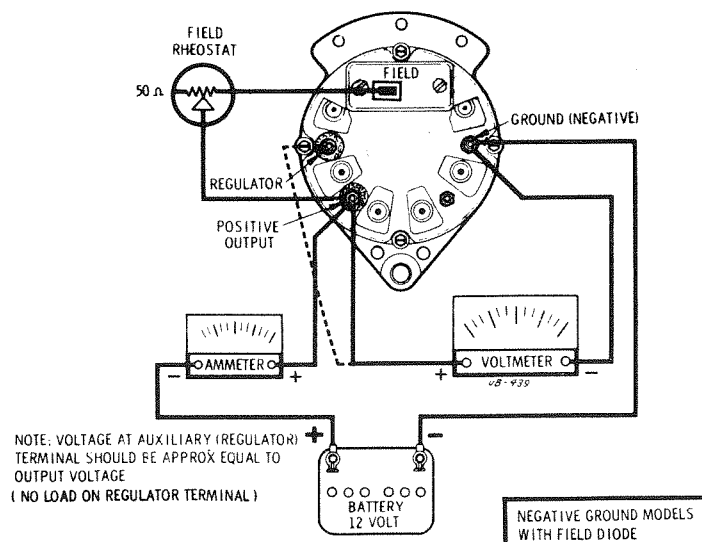 FIELD
RHEOSTAT
50 Ω
FIELD
GROUND (NEGATIVE)
REGULATOR
POSITIVE
OUTPUT
AMMETER
- +
VOLTMETER
+ -
UB-439
NOTE: VOLTAGE AT AUXILIARY (REGULATOR)
TERMINAL SHOULD BE APPROX EQUAL TO
OUTPUT VOLTAGE
( NO LOAD ON REGULATOR TERMINAL )
+ -
BATTERY
12 VOLT
NEGATIVE GROUND MODELS
WITH FIELD DIODE